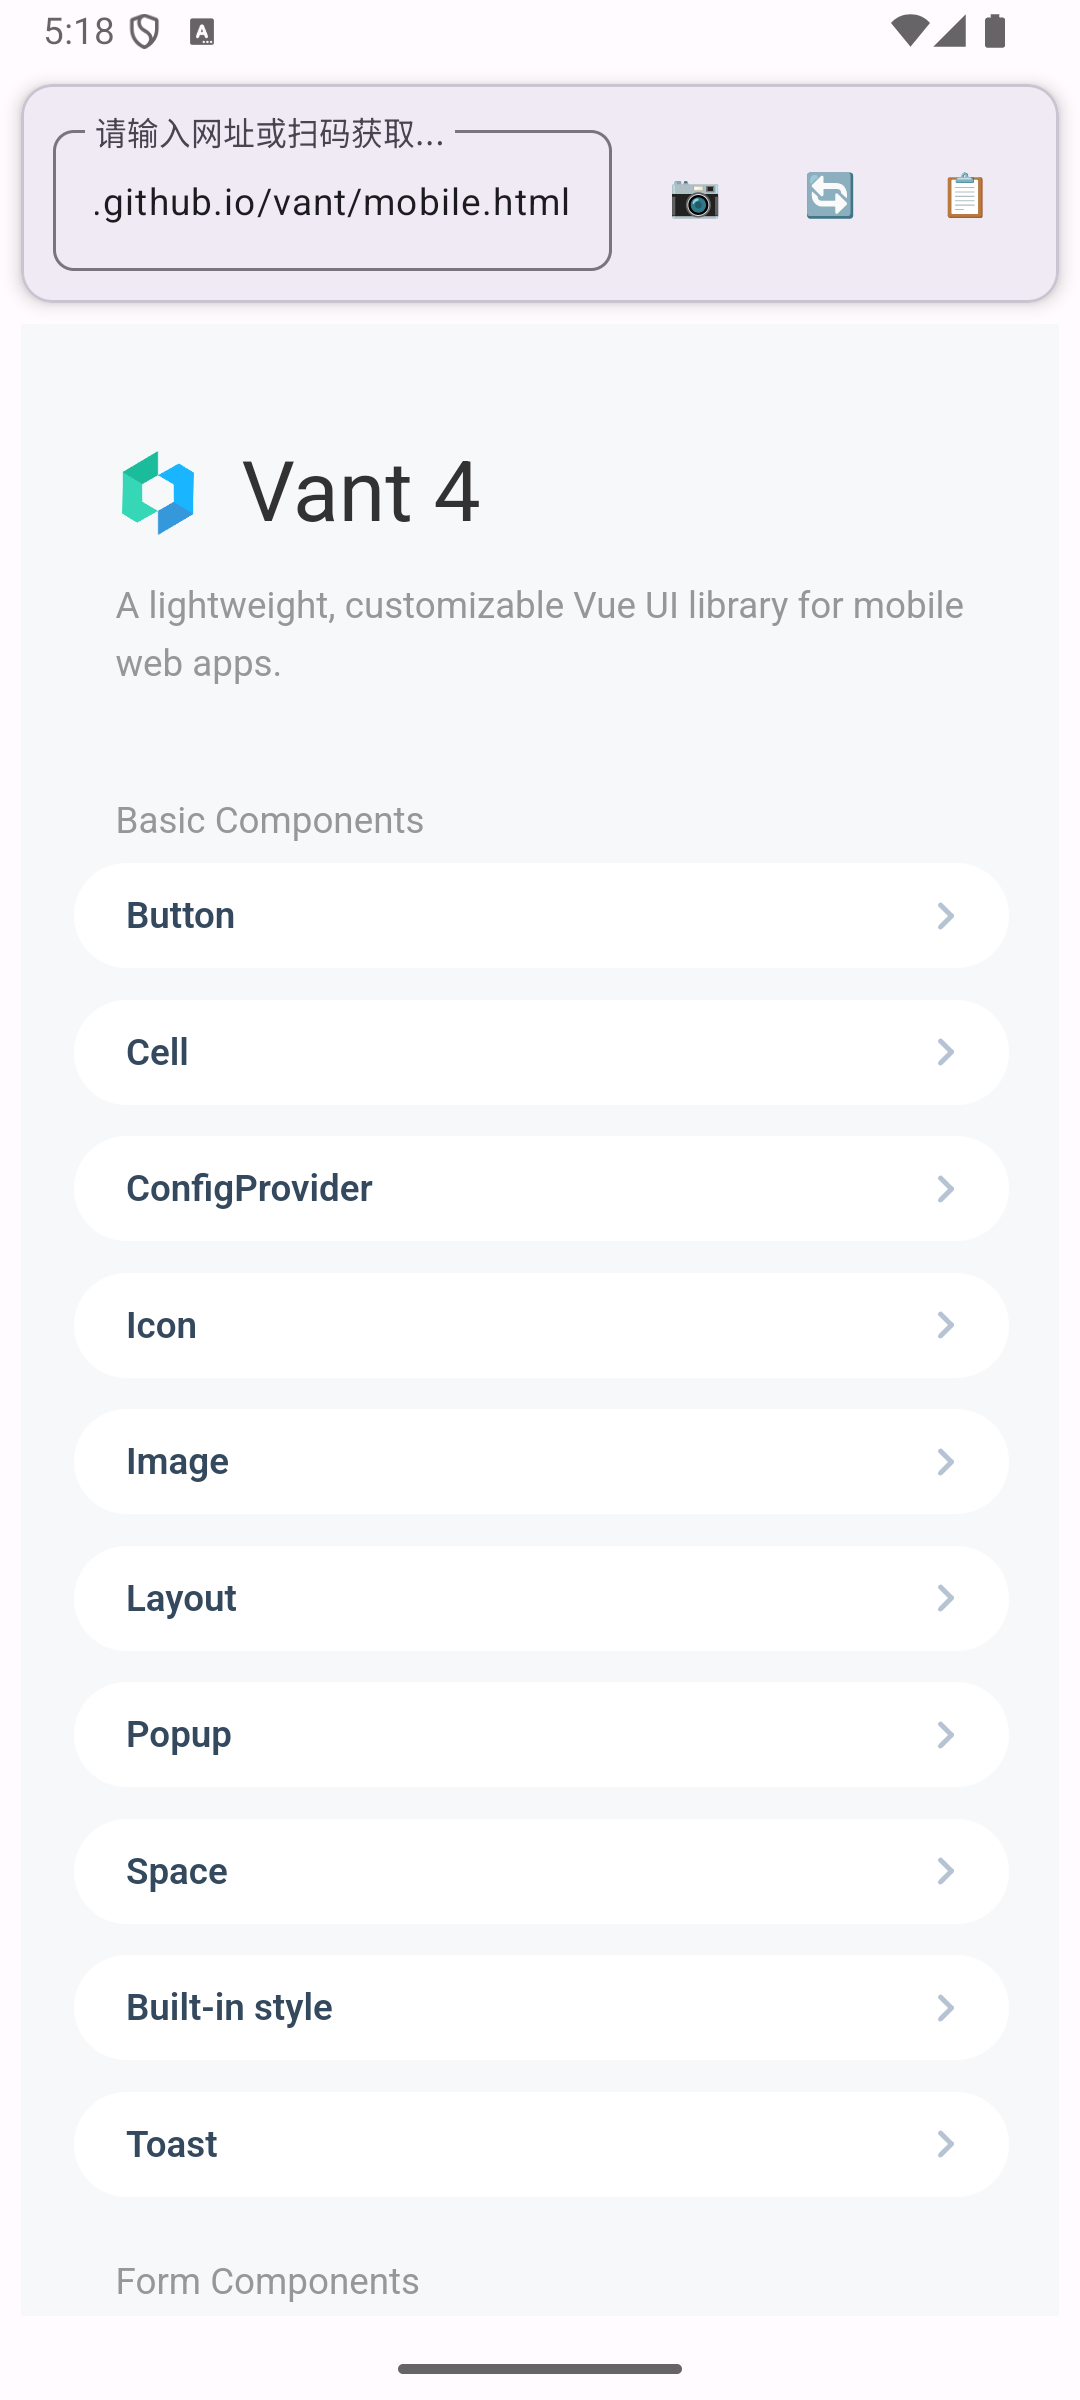 5:18
请输入网址或扫码获取...
.github.io/vant/mobile.html
Vant 4
A lightweight, customizable Vue UI library for mobile
web apps.
Basic Components
Button
Cell
ConfigProvider
Icon
Image
Layout
Popup
Space
Built-in style
Toast
Form Components